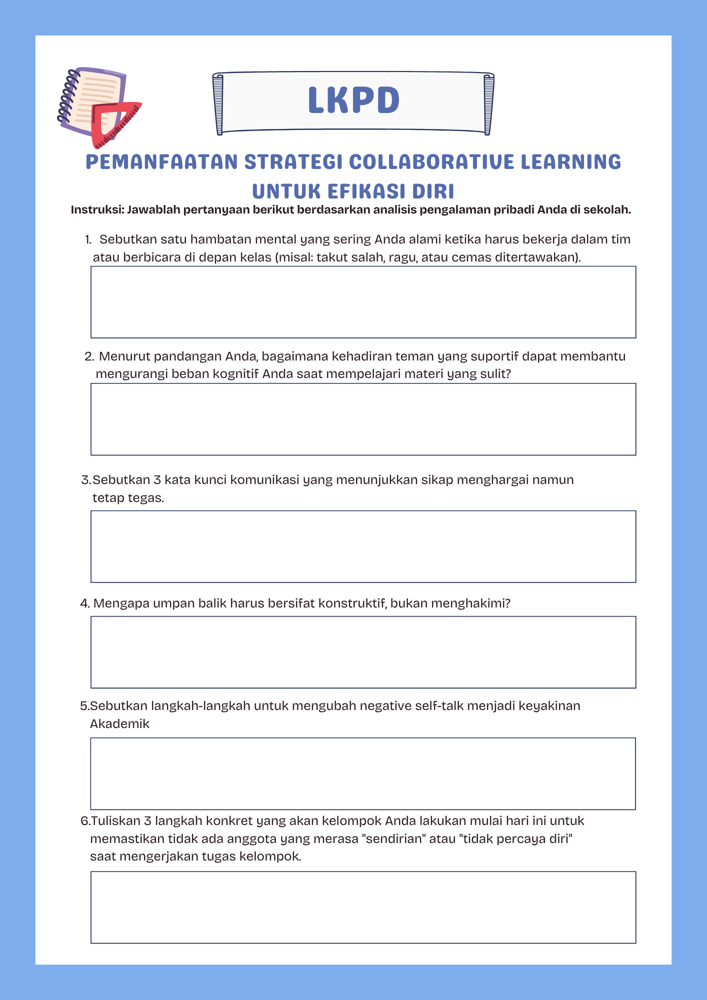 LKPD
PEMANFAATAN STRATEGI COLLABORATIVE LEARNING
UNTUK EFIKASI DIRI
Instruksi: Jawablah pertanyaan berikut berdasarkan analisis pengalaman pribadi Anda di sekolah.
1. Sebutkan satu hambatan mental yang sering Anda alami ketika harus bekerja dalam tim
atau berbicara di depan kelas (misal: takut salah, ragu, atau cemas ditertawakan).
2. Menurut pandangan Anda, bagaimana kehadiran teman yang suportif dapat membantu
mengurangi beban kognitif Anda saat mempelajari materi yang sulit?
3.Sebutkan 3 kata kunci komunikasi yang menunjukkan sikap menghargai namun
tetap tegas.
4. Mengapa umpan balik harus bersifat konstruktif, bukan menghakimi?
5.Sebutkan langkah-langkah untuk mengubah negative self-talk menjadi keyakinan
Akademik
6.Tuliskan 3 langkah konkret yang akan kelompok Anda lakukan mulai hari ini untuk
memastikan tidak ada anggota yang merasa "sendirian" atau "tidak percaya diri"
saat mengerjakan tugas kelompok.